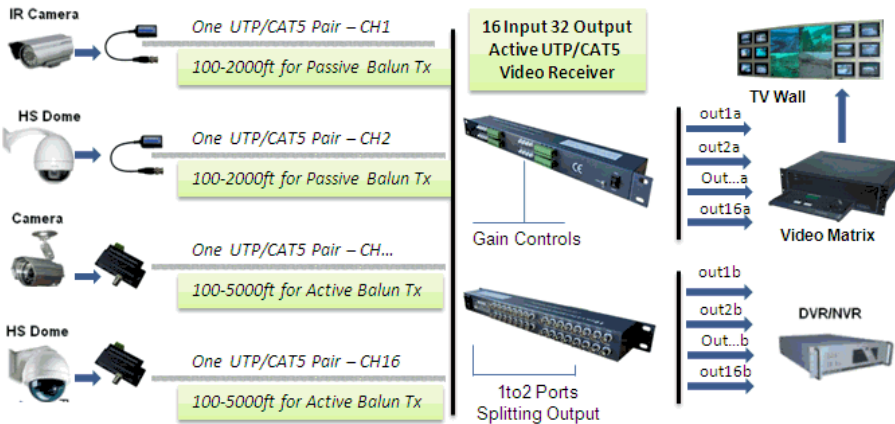 IR Camera
One UTP/CAT5 Pair – CH1
100-2000ft for Passive Balun Tx
HS Dome
One UTP/CAT5 Pair – CH2
100-2000ft for Passive Balun Tx
Camera
One UTP/CAT5 Pair – CH...
100-5000ft for Active Balun Tx
HS Dome
One UTP/CAT5 Pair – CH16
100-5000ft for Active Balun Tx
16 Input 32 Output
Active UTP/CAT5
Video Receiver
CE
Gain Controls
1to2 Ports
Splitting Output
TV Wall
out1a
out2a
Out...a
out16a
Video Matrix
out1b
out2b
Out...b
out16b
DVR/NVR